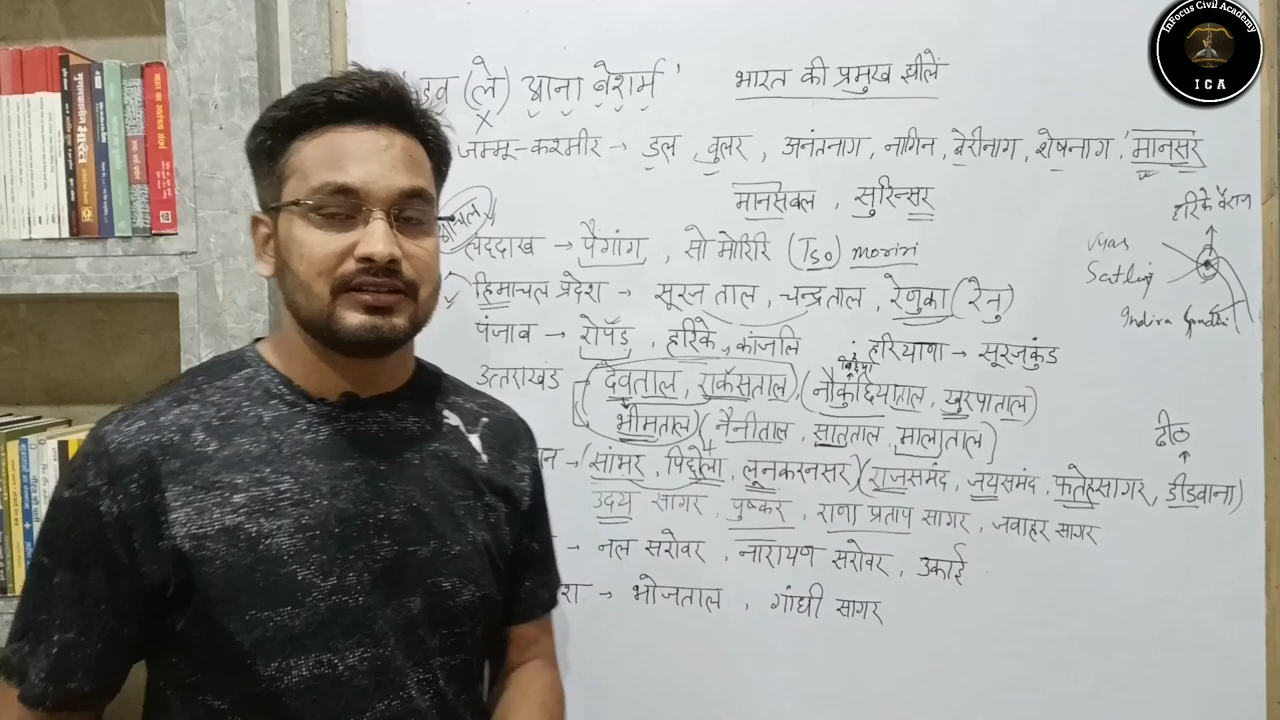 InFocus Civil Academy
ICA
डव (ले) आना बेशर्म' भारत की प्रमुख झीलें
x
जम्मू-कश्मीर → डल, वुलर, अनंतनाग, नागिन, बेरीनाग, शेषनाग, 'मानसर
मानसबल, सुरिन्सर
लद्दाख → पैंगांग, सो मोरिरि (Tso) moriri
हिमाचल प्रदेश → सूरज ताल, चन्द्रताल, रेणुका (रेनु)
पंजाब → रोपड़, हरिके, कांजलि : हरियाणा → सूरजकुंड
उत्तराखंड - (देवताल, राकसताल), (नौकुंछियाताल, खुरपाताल)
भीमताल) (नैनीताल, सातताल, मालाताल)
न → (सांभर, पिछोला, लूनकरनसर) (राजसमंद, जयसमंद, फतेहसागर, डीडवाना)
उदय सागर, पुष्कर, राणा प्रताप सागर, जवाहर सागर
→ नल सरोवर, नारायण सरोवर, उकाई
श → भोजताल, गांधी सागर
हरिके बैराज
Vyas
Satluj
Indira Gandhi
ढीठ